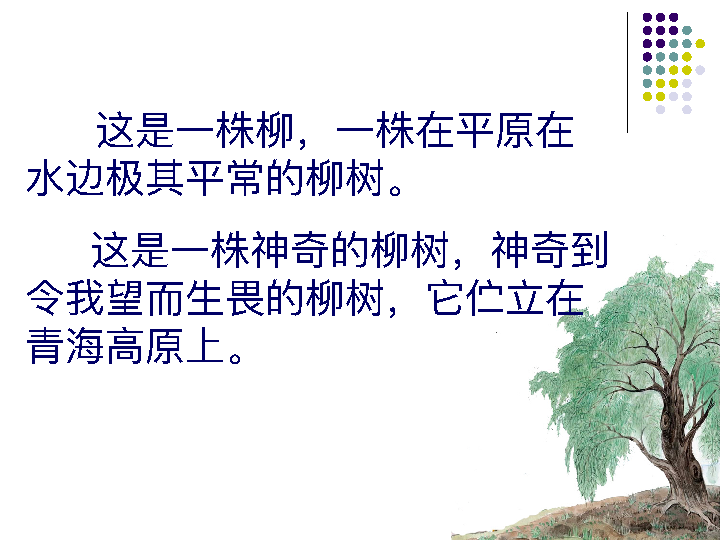 这是一株柳，一株在平原在
水边极其平常的柳树。
这是一株神奇的柳树，神奇到
令我望而生畏的柳树，它伫立在
青海高原上。